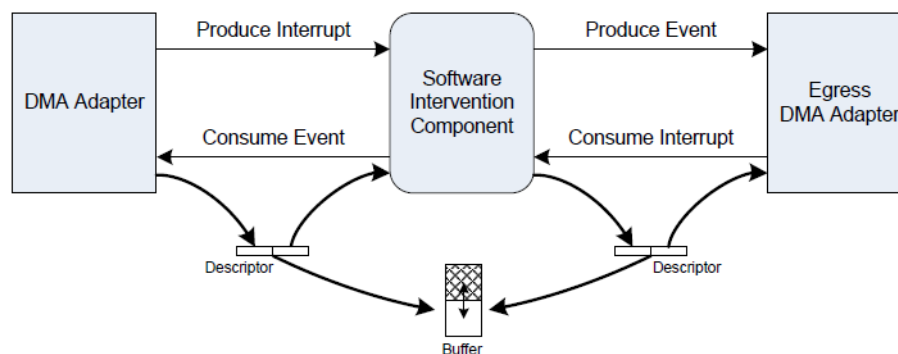 Produce Interrupt
Produce Event
DMA Adapter
Software
Intervention
Component
Egress
DMA Adapter
Consume Event
Consume Interrupt
Descriptor
Descriptor
Buffer